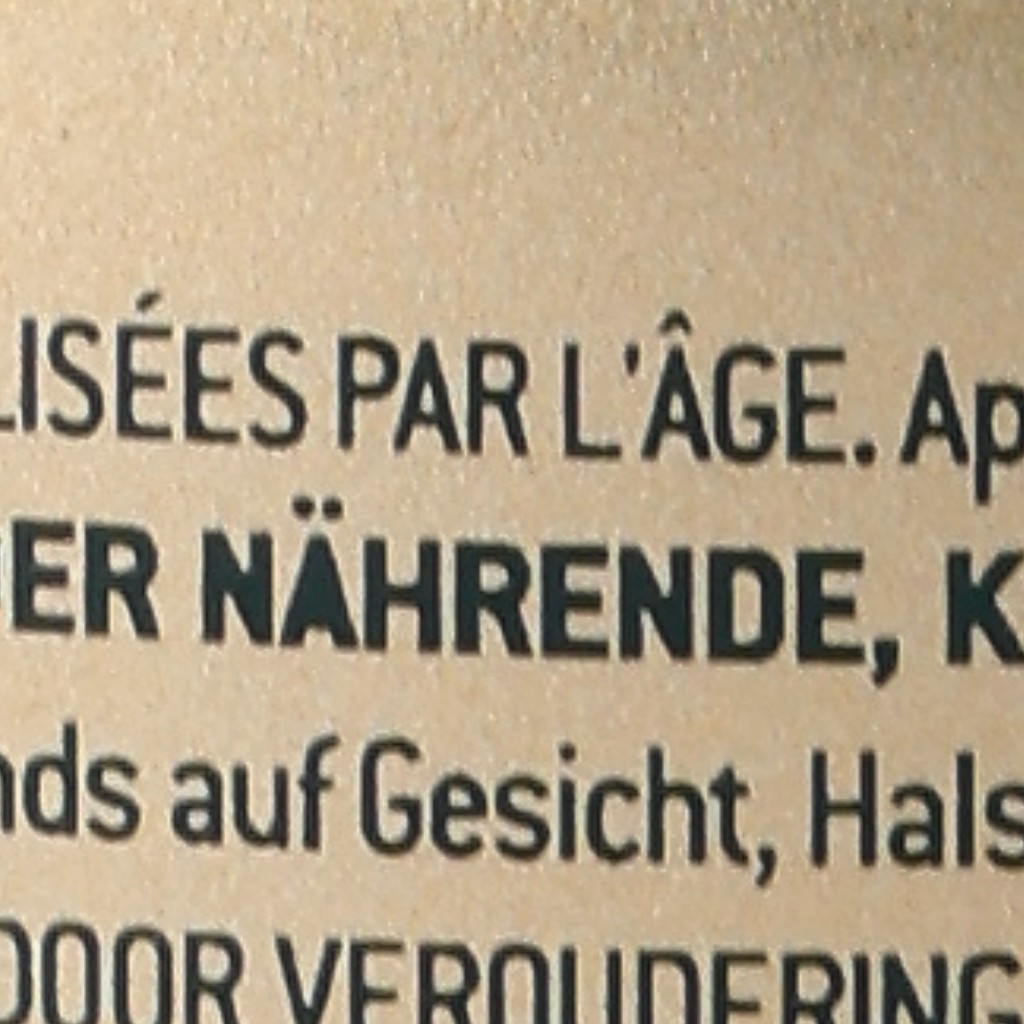 LISÉES PAR L'ÂGE. Ap
ER NÄHRENDE, K
nds auf Gesicht, Hals
DOOR VEROUDERING